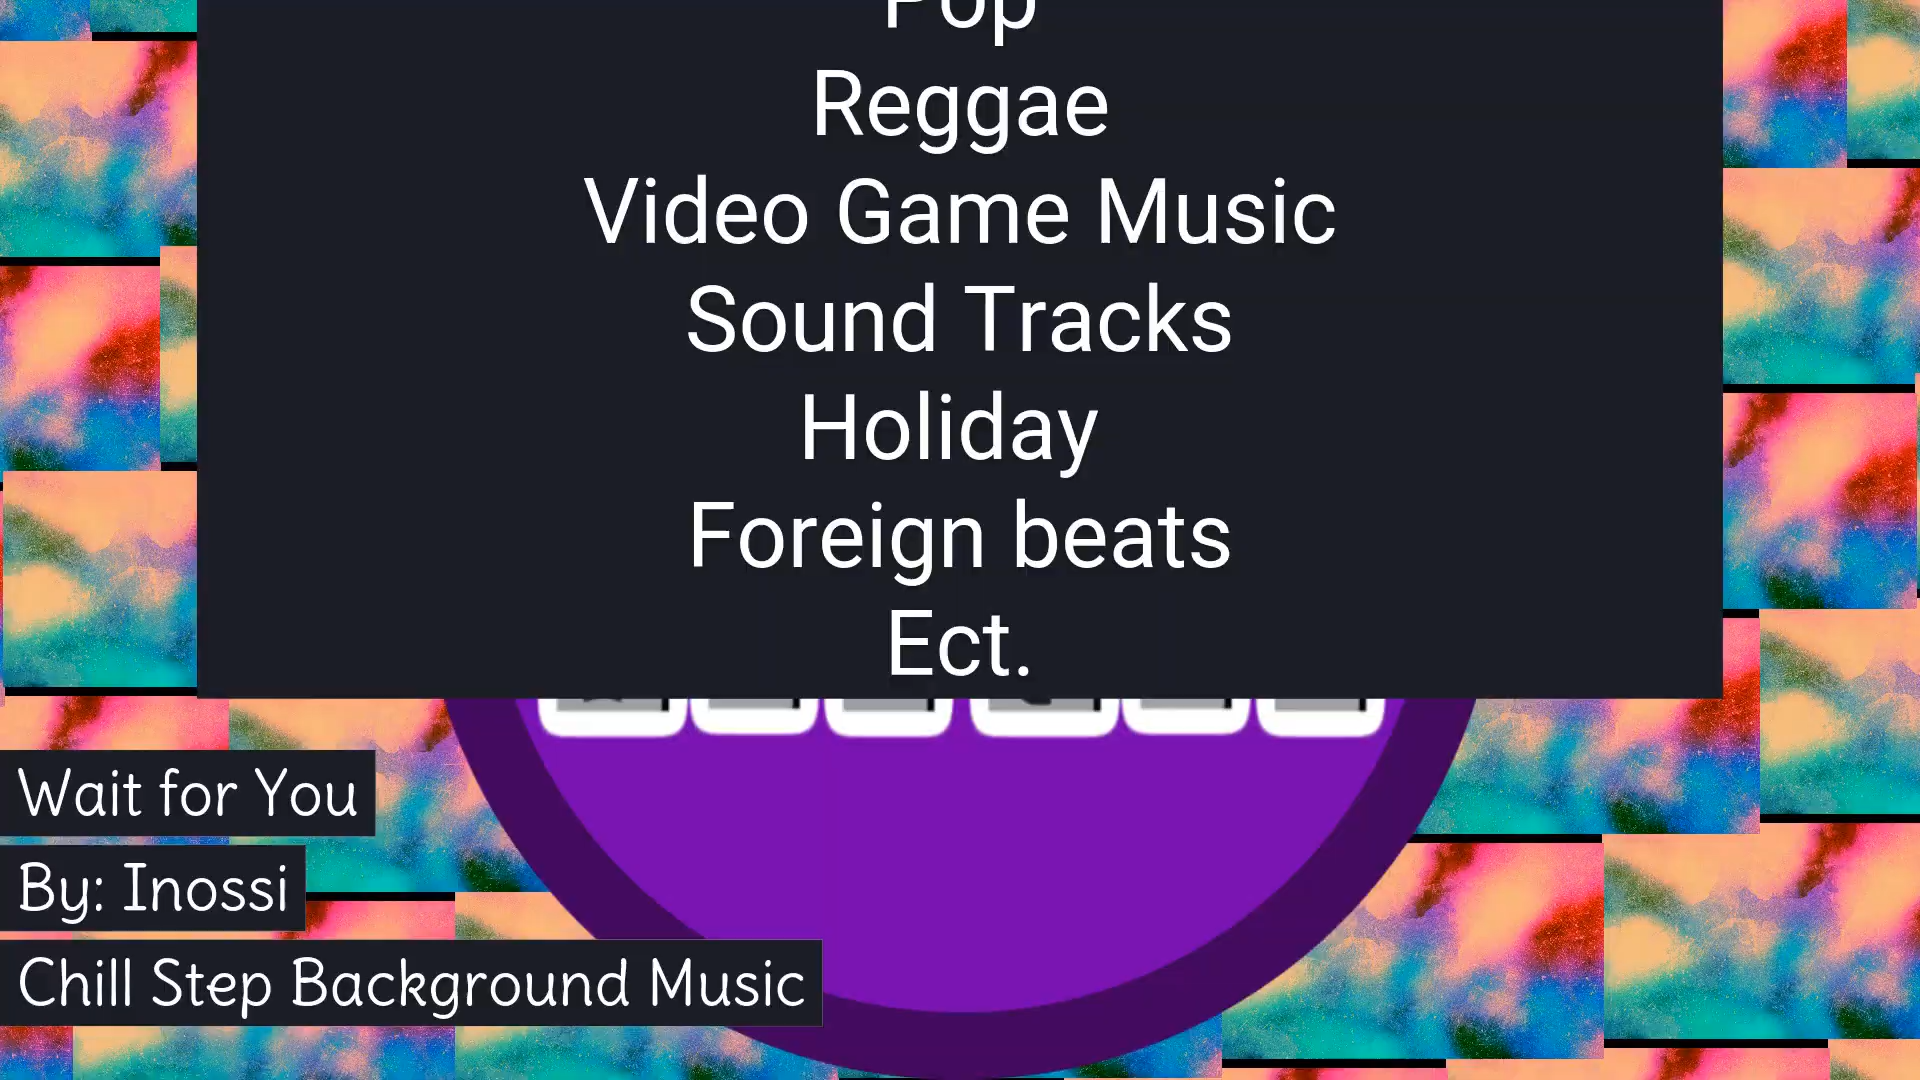 Pop
Reggae
Video Game Music
Sound Tracks
Holiday
Foreign beats
Ect.
Wait for You
By: Inossi
Chill Step Background Music